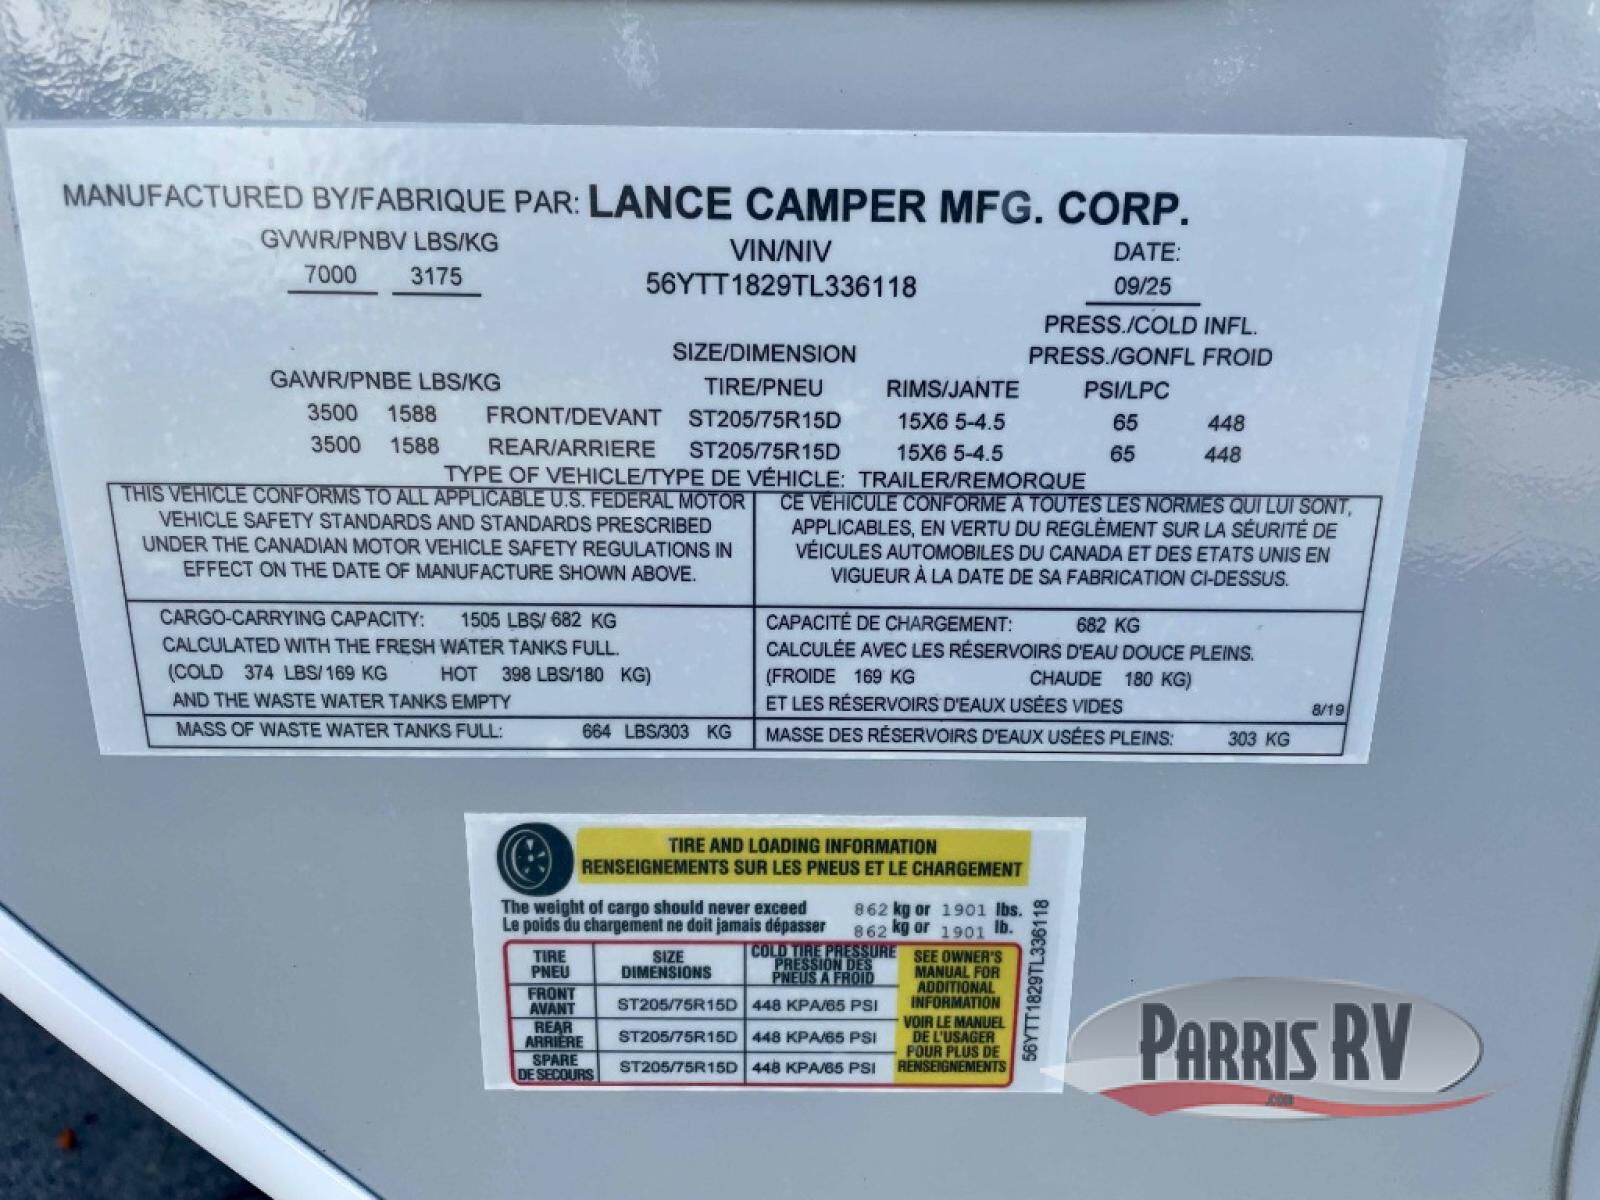 MANUFACTURED BY/FABRIQUE PAR: LANCE CAMPER MFG. CORP.
GVWR/PNBV LBS/KG VIN/NIV DATE:
7000 3175 56YTT1829TL336118 09/25
PRESS./COLD INFL.
SIZE/DIMENSION PRESS./GONFL FROID
GAWR/PNBE LBS/KG TIRE/PNEU RIMS/JANTE PSI/LPC
3500 1588 FRONT/DEVANT ST205/75R15D 15X6 5-4.5 65 448
3500 1588 REAR/ARRIERE ST205/75R15D 15X6 5-4.5 65 448
TYPE OF VEHICLE/TYPE DE VÉHICLE: TRAILER/REMORQUE
THIS VEHICLE CONFORMS TO ALL APPLICABLE U.S. FEDERAL MOTOR
VEHICLE SAFETY STANDARDS AND STANDARDS PRESCRIBED
UNDER THE CANADIAN MOTOR VEHICLE SAFETY REGULATIONS IN
EFFECT ON THE DATE OF MANUFACTURE SHOWN ABOVE.
CE VÉHICULE CONFORME À TOUTES LES NORMES QUI LUI SONT,
APPLICABLES, EN VERTU DU REGLÈMENT SUR LA SÉURITÉ DE
VÉICULES AUTOMOBILES DU CANADA ET DES ETATS UNIS EN
VIGUEUR À LA DATE DE SA FABRICATION CI-DESSUS.
CARGO-CARRYING CAPACITY: 1505 LBS/ 682 KG
CALCULATED WITH THE FRESH WATER TANKS FULL.
(COLD 374 LBS/169 KG HOT 398 LBS/180 KG)
AND THE WASTE WATER TANKS EMPTY
CAPACITÉ DE CHARGEMENT: 682 KG
CALCULÉE AVEC LES RÉSERVOIRS D'EAU DOUCE PLEINS.
(FROIDE 169 KG CHAUDE 180 KG)
ET LES RÉSERVOIRS D'EAUX USÉES VIDES 8/19
MASS OF WASTE WATER TANKS FULL: 664 LBS/303 KG
MASSE DES RÉSERVOIRS D'EAUX USÉES PLEINS: 303 KG
TIRE AND LOADING INFORMATION
RENSEIGNEMENTS SUR LES PNEUS ET LE CHARGEMENT
The weight of cargo should never exceed 862 kg or 1901 lbs.
Le poids du chargement ne doit jamais dépasser 862 kg or 1901 lb.
TIRE SIZE COLD TIRE PRESSURE
PNEU DIMENSIONS PRESSION DES
PNEUS A FROID
FRONT
AVANT ST205/75R15D 448 KPA/65 PSI
REAR
ARRIÈRE ST205/75R15D 448 KPA/65 PSI
SPARE
DE SECOURS ST205/75R15D 448 KPA/65 PSI
SEE OWNER'S
MANUAL FOR
ADDITIONAL
INFORMATION
VOIR LE MANUEL
DE L'USAGER
POUR PLUS DE
RENSEIGNEMENTS
56YTT1829TL336118
PARRIS RV
.com